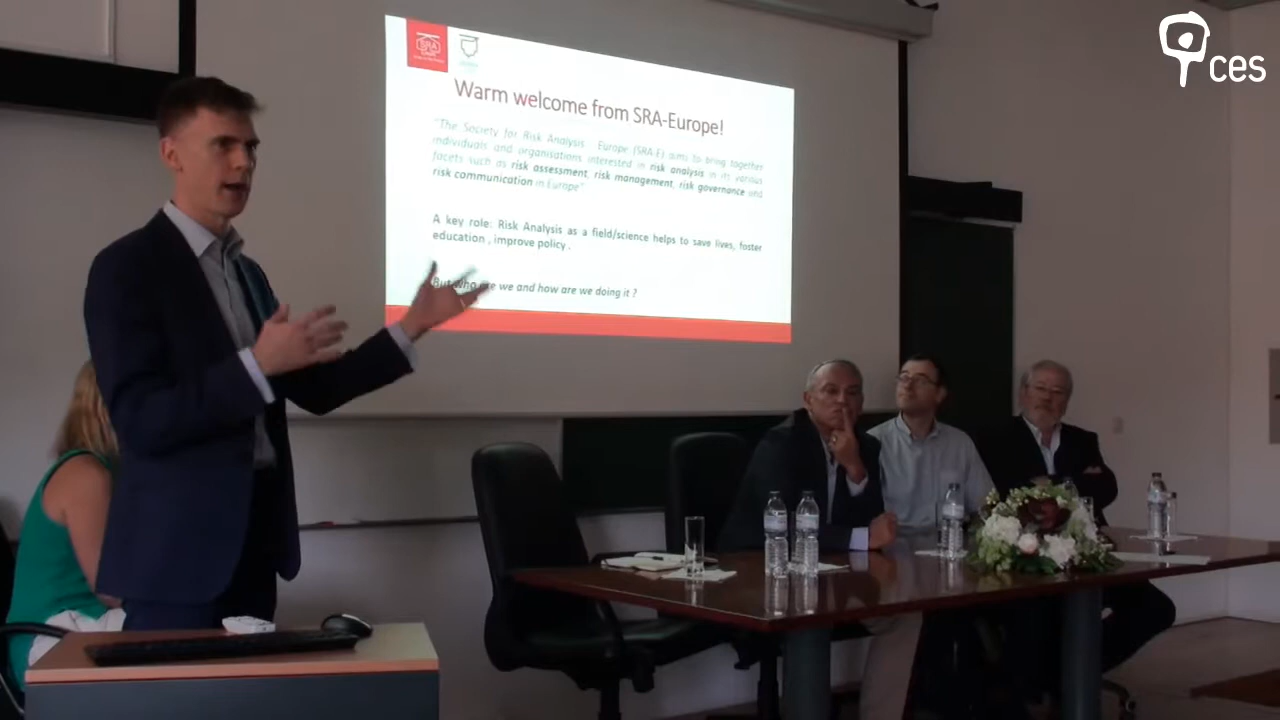 ces
SRA
Warm welcome from SRA-Europe!
"The Society for Risk Analysis Europe (SRA-E) aims to bring together
individuals and organisations interested in risk analysis in its various
facets such as risk assessment, risk management, risk governance and
risk communication in Europe"
A key role: Risk Analysis as a field/science helps to save lives, foster
education , improve policy .
But who are we and how are we doing it ?